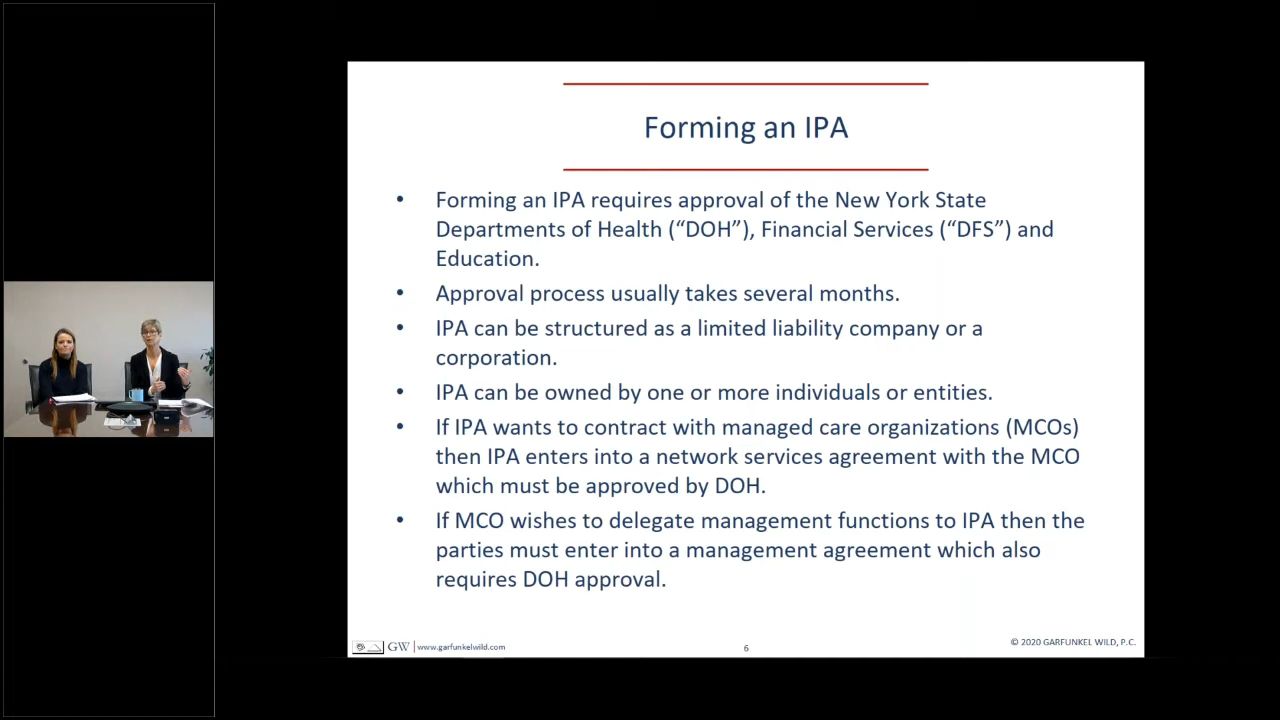 Forming an IPA
• Forming an IPA requires approval of the New York State
Departments of Health (“DOH”), Financial Services (“DFS”) and
Education.
• Approval process usually takes several months.
• IPA can be structured as a limited liability company or a
corporation.
• IPA can be owned by one or more individuals or entities.
• If IPA wants to contract with managed care organizations (MCOs)
then IPA enters into a network services agreement with the MCO
which must be approved by DOH.
• If MCO wishes to delegate management functions to IPA then the
parties must enter into a management agreement which also
requires DOH approval.
GW | www.garfunkelwild.com
6
© 2020 GARFUNKEL WILD, P.C.